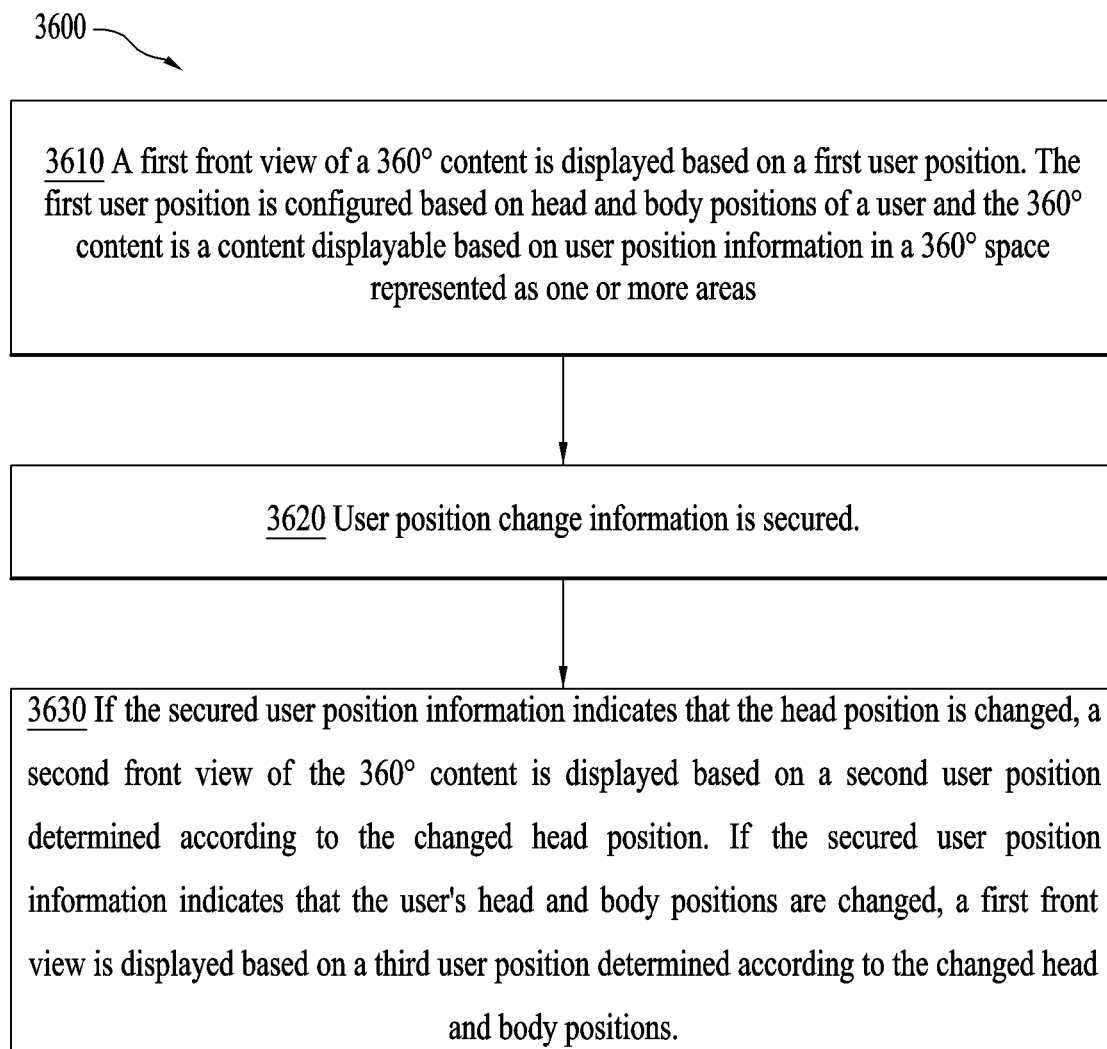 3600
3610 A first front view of a 360° content is displayed based on a first user position. The
first user position is configured based on head and body positions of a user and the 360°
content is a content displayable based on user position information in a 360° space
represented as one or more areas
3620 User position change information is secured.
3630 If the secured user position information indicates that the head position is changed, a
second front view of the 360° content is displayed based on a second user position
determined according to the changed head position. If the secured user position
information indicates that the user's head and body positions are changed, a first front
view is displayed based on a third user position determined according to the changed head
and body positions.